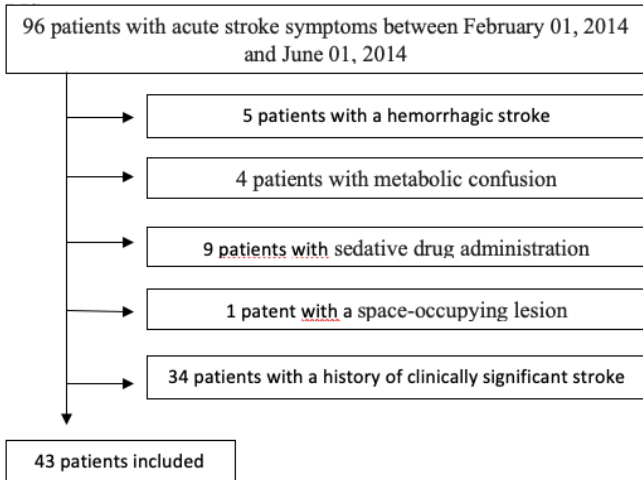 96 patients with acute stroke symptoms between February 01, 2014
and June 01, 2014
5 patients with a hemorrhagic stroke
4 patients with metabolic confusion
9 patients with sedative drug administration
1 patent with a space-occupying lesion
34 patients with a history of clinically significant stroke
43 patients included